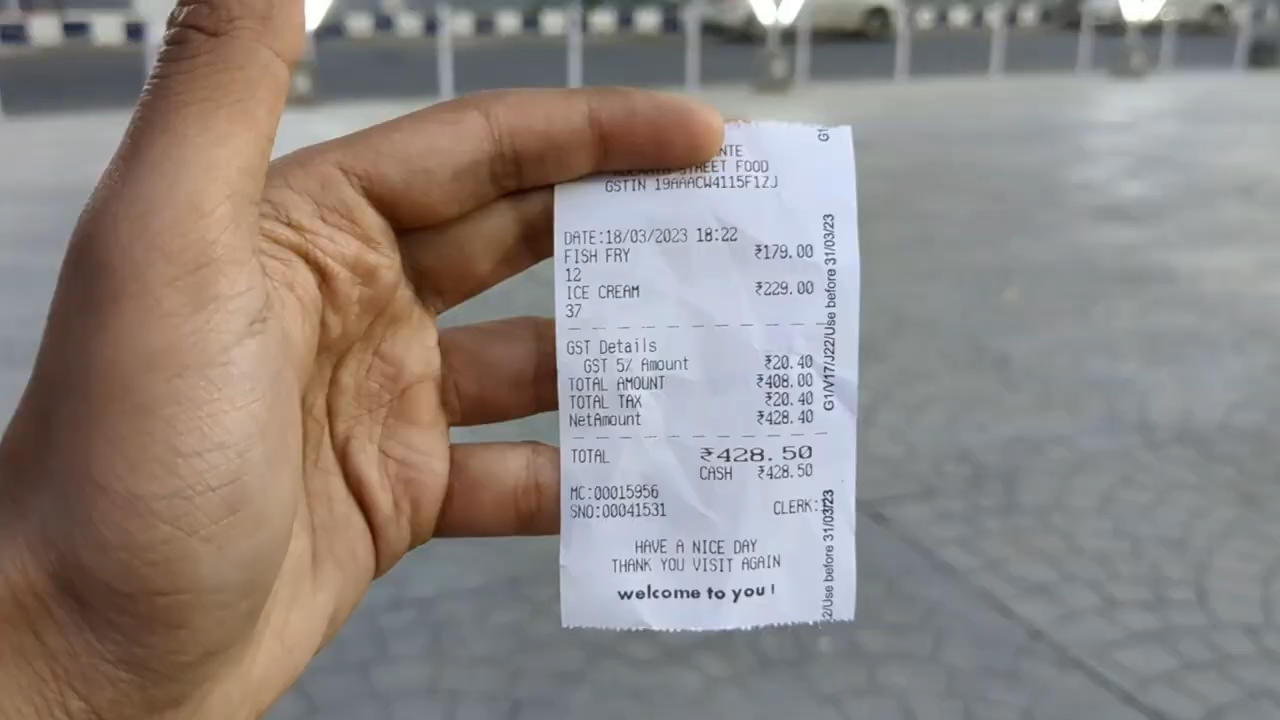 NTE
STREET FOOD
GSTIN 19AAACW4115F1ZJ
DATE:18/03/2023 18:22
FISH FRY ₹179.00
12
ICE CREAM ₹229.00
37
GST Details
GST 5% Amount ₹20.40
TOTAL AMOUNT ₹408.00
TOTAL TAX ₹20.40
NetAmount ₹428.40
TOTAL ₹428.50
CASH ₹428.50
MC:00015956
SNO:00041531 CLERK:
HAVE A NICE DAY
THANK YOU VISIT AGAIN
welcome to you!
G1
G1/V17/J22/Use before 31/03/23
2/Use before 31/03/23